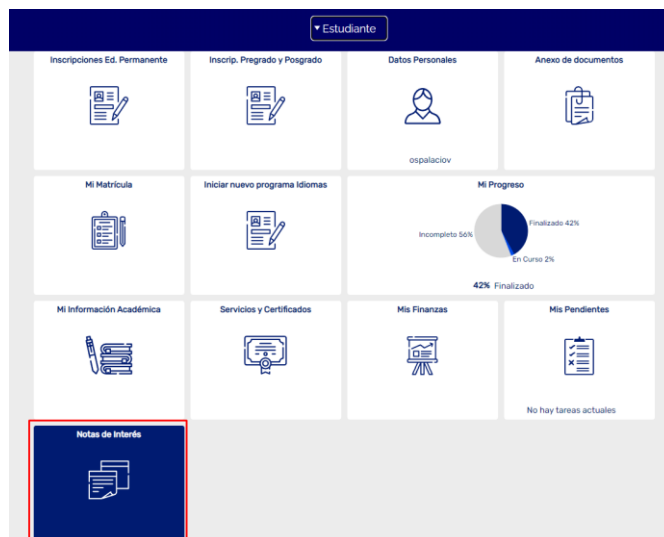 ▾ Estudiante
Inscripciones Ed. Permanente
Inscrip. Pregrado y Posgrado
Datos Personales
ospalaciov
Anexo de documentos
Mi Matrícula
Iniciar nuevo programa Idiomas
Mi Progreso
Incompleto 56%
Finalizado 42%
En Curso 2%
42% Finalizado
Mi Información Académica
Servicios y Certificados
Mis Finanzas
Mis Pendientes
No hay tareas actuales
Notas de Interés